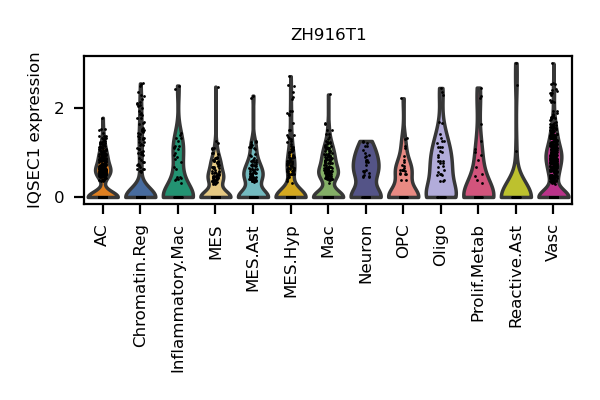 ZH916T1
IQSEC1 expression
2
0
AC
Chromatin.Reg
Inflammatory.Mac
MES
MES.Ast
MES.Hyp
Mac
Neuron
OPC
Oligo
Prolif.Metab
Reactive.Ast
Vasc